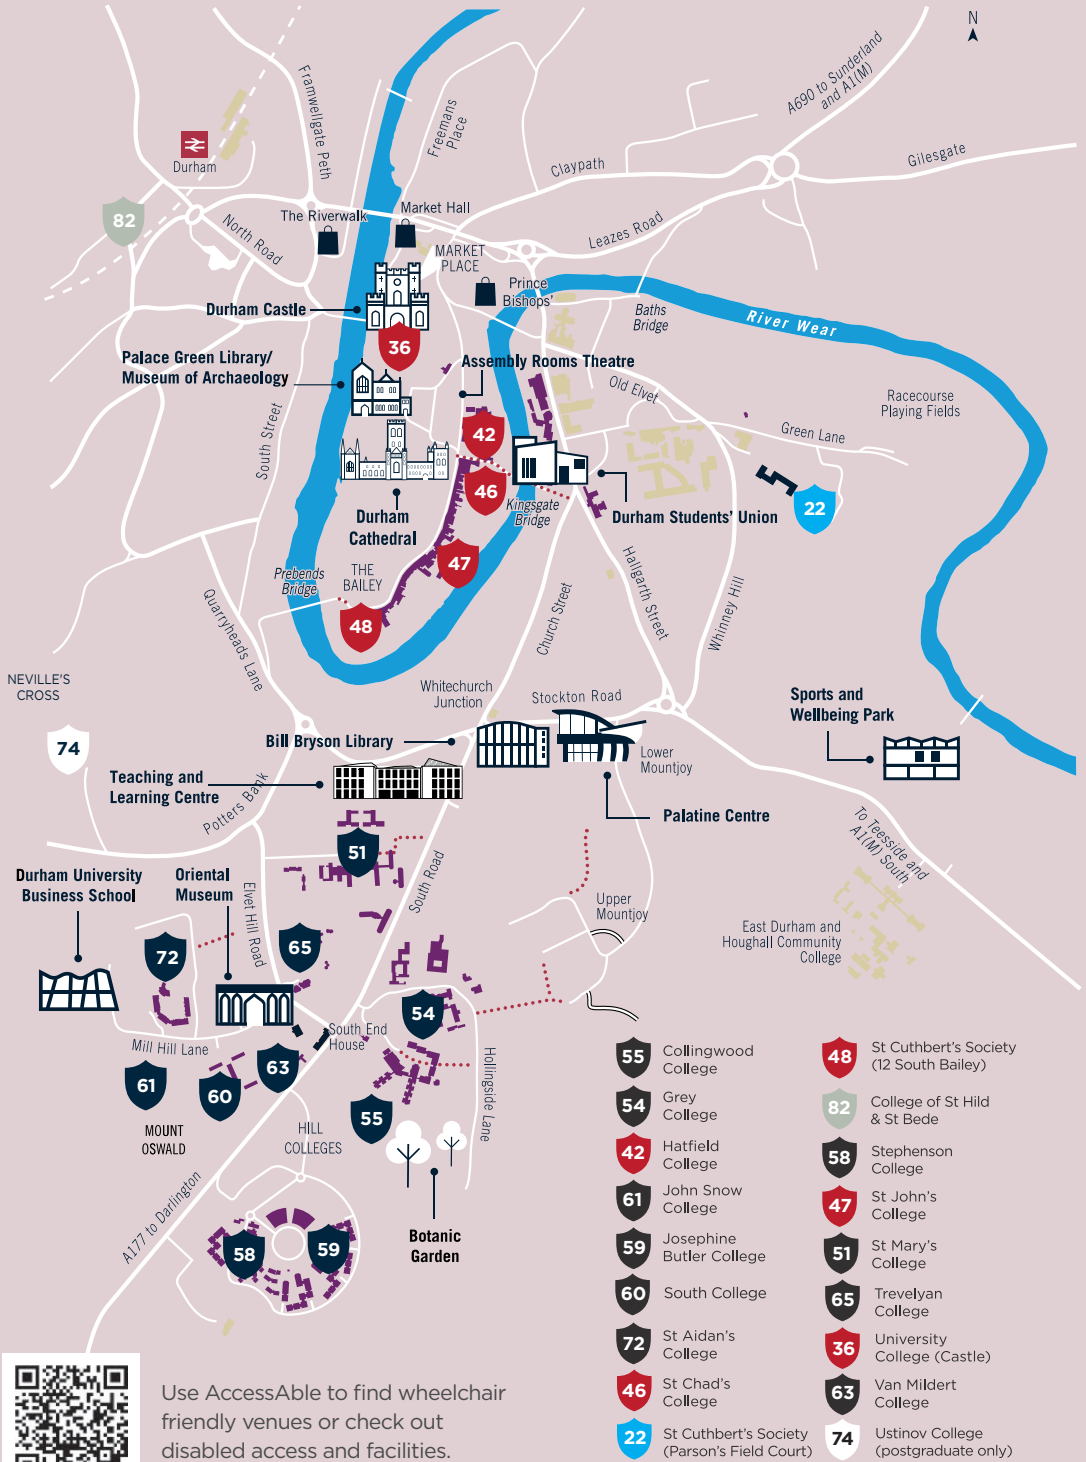 N
A690 to Sunderland
and A1(M)
Framwellgate Peth
Freemans
Place
Durham
Claypath
Gilesgate
82
North Road
The Riverwalk
Market Hall
Leazes Road
MARKET
PLACE
Prince
Bishops'
Baths
Bridge
River Wear
Durham Castle
36
Palace Green Library/
Museum of Archaeology
Assembly Rooms Theatre
Old Elvet
Racecourse
Playing Fields
South Street
42
Green Lane
46
Kingsgate
Bridge
22
Durham
Cathedral
Durham Students' Union
47
Prebends
Bridge
THE
BAILEY
48
Quarryheads Lane
Church Street
Hallgarth Street
Whinney Hill
NEVILLE'S
CROSS
74
Whitechurch
Junction
Stockton Road
Sports and
Wellbeing Park
Bill Bryson Library
Lower
Mountjoy
Teaching and
Learning Centre
Potters Bank
Palatine Centre
To Teesside and
A1(M) South
51
South Road
Durham University
Business School
Oriental
Museum
Elvet Hill Road
Upper
Mountjoy
East Durham and
Houghall Community
College
72
65
54
Mill Hill Lane
South End
House
Hollingside Lane
61
60
63
55
MOUNT
OSWALD
HILL
COLLEGES
A177 to Darlington
Botanic
Garden
58
59
55
Collingwood
College
54
Grey
College
42
Hatfield
College
61
John Snow
College
59
Josephine
Butler College
60
South College
72
St Aidan's
College
46
St Chad's
College
22
St Cuthbert's Society
(Parson's Field Court)
48
St Cuthbert's Society
(12 South Bailey)
82
College of St Hild
& St Bede
58
Stephenson
College
47
St John's
College
51
St Mary's
College
65
Trevelyan
College
36
University
College (Castle)
63
Van Mildert
College
74
Ustinov College
(postgraduate only)
Use AccessAble to find wheelchair
friendly venues or check out
disabled access and facilities.